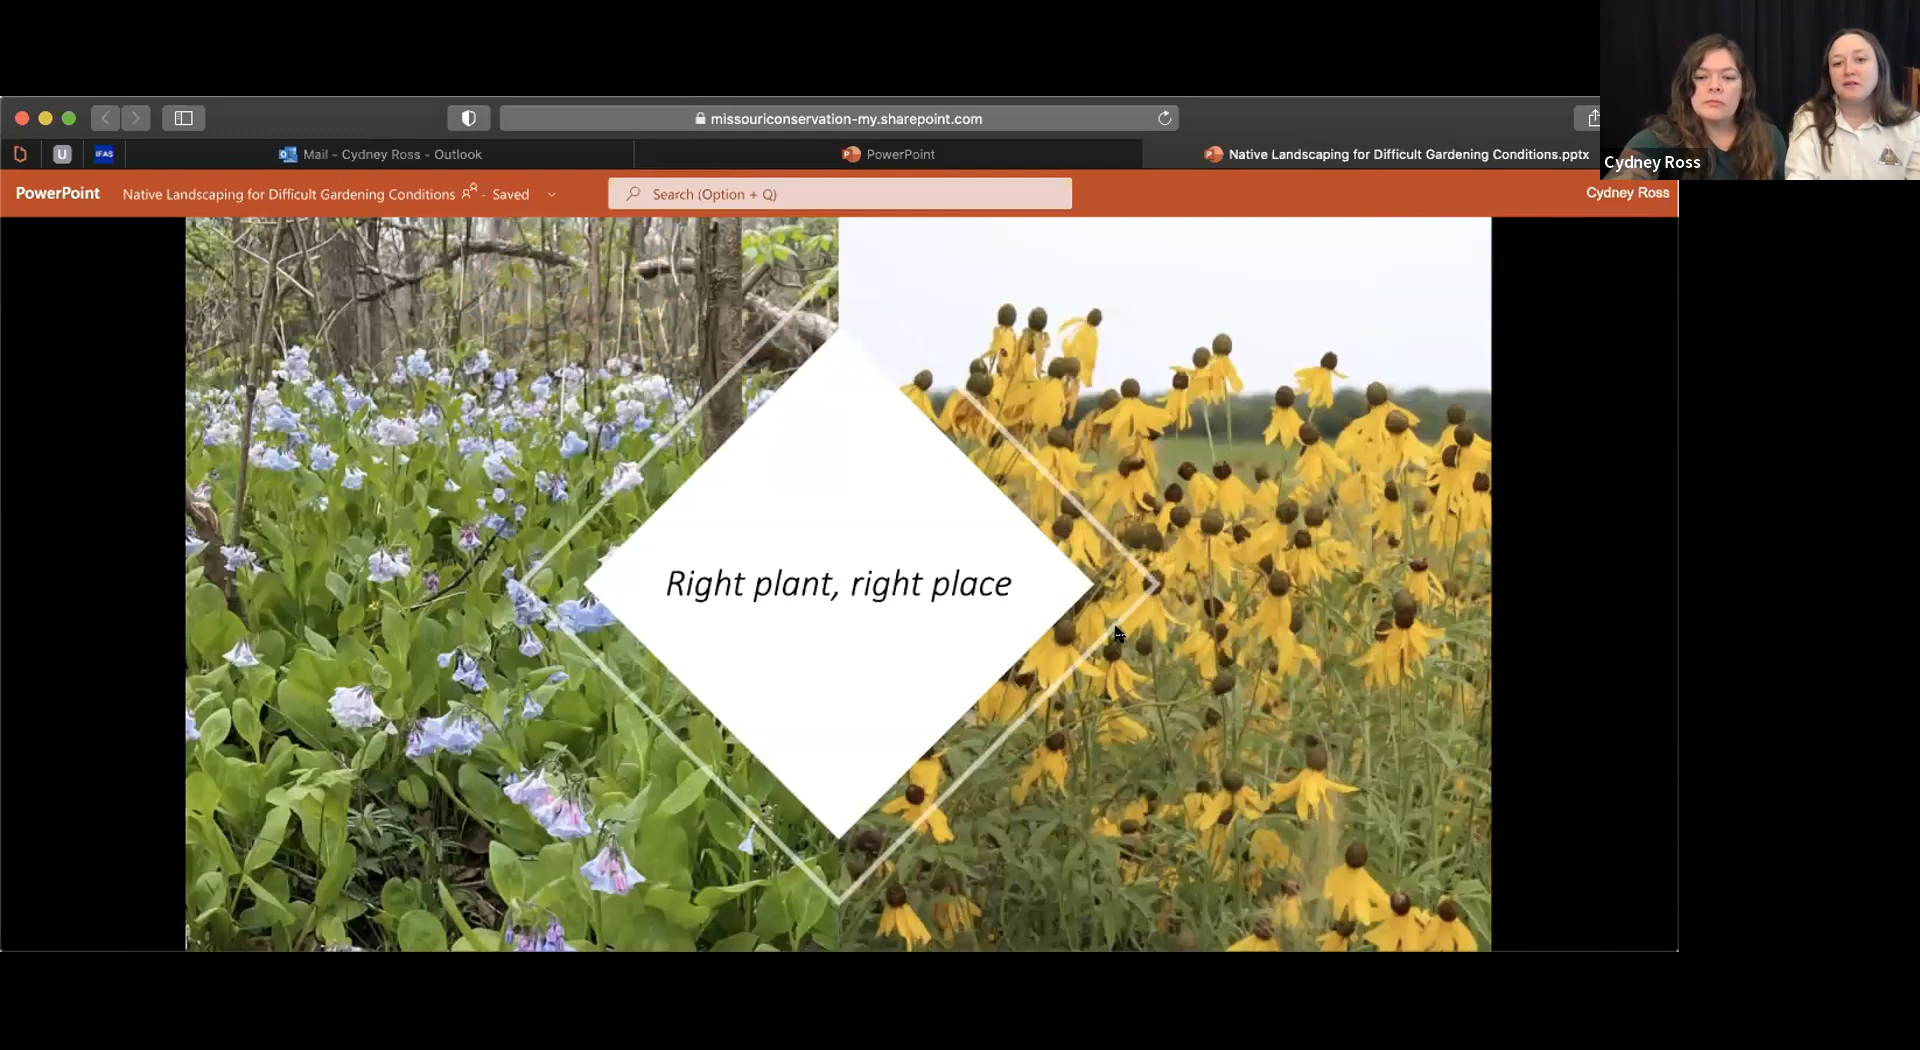 missouriconservation-my.sharepoint.com
U
IFAS
Mail - Cydney Ross - Outlook
PowerPoint
Native Landscaping for Difficult Gardening Conditions.pptx
Cydney Ross
PowerPoint
Native Landscaping for Difficult Gardening Conditions - Saved
Search (Option + Q)
Cydney Ross
Right plant, right place